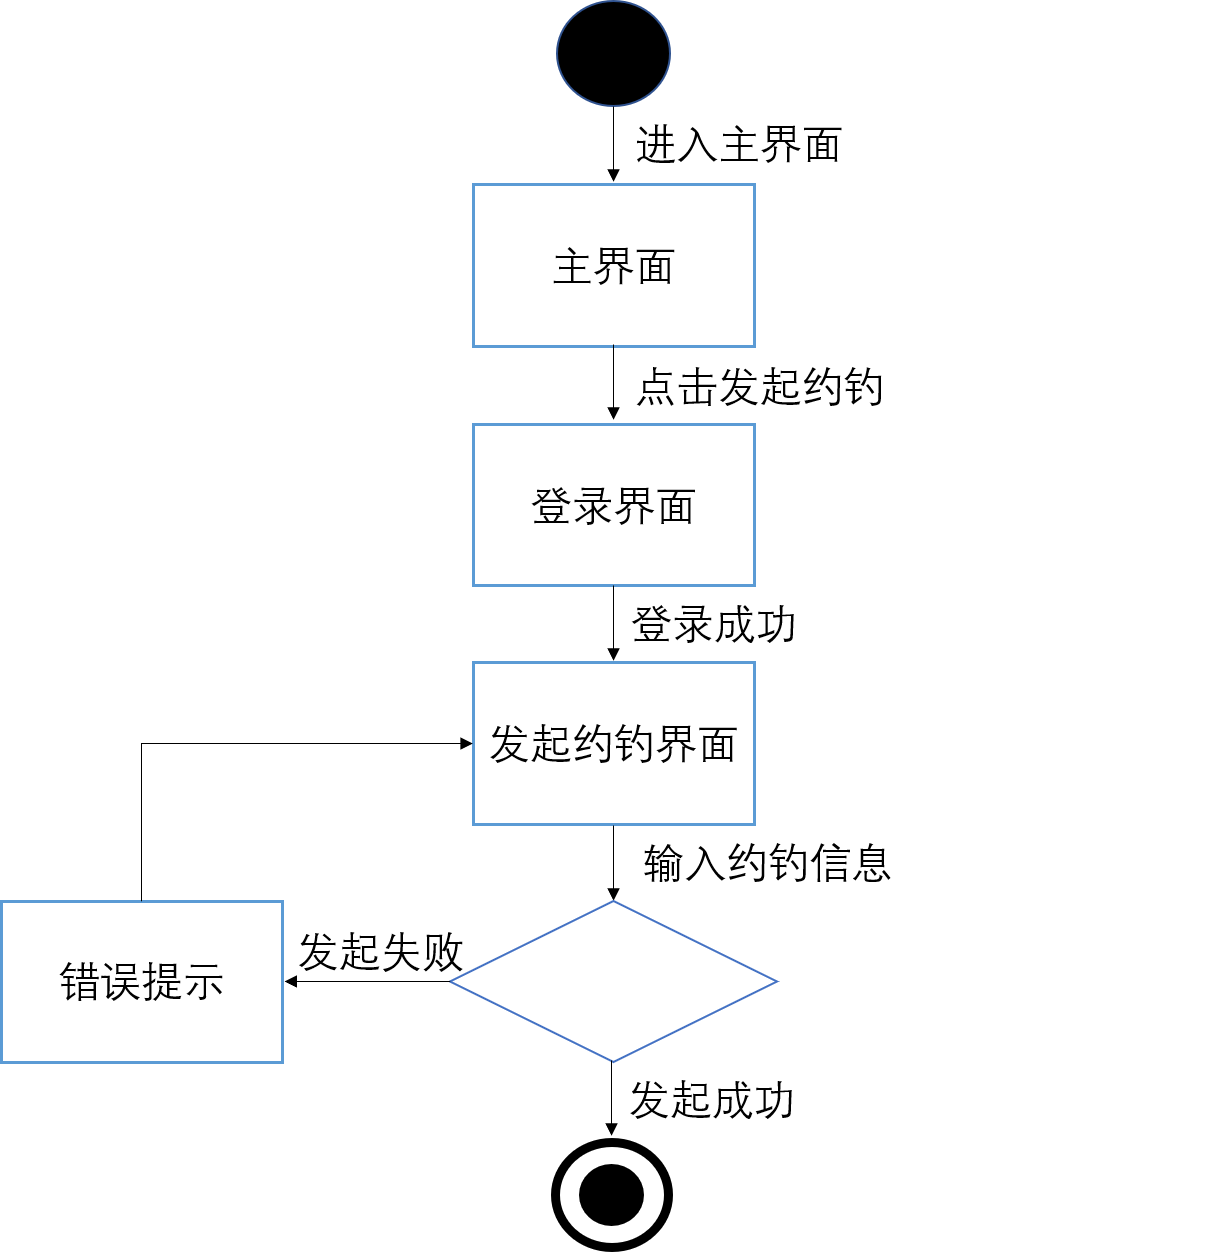 进入主界面
主界面
点击发起约钓
登录界面
登录成功
发起约钓界面
输入约钓信息
发起失败
错误提示
发起成功